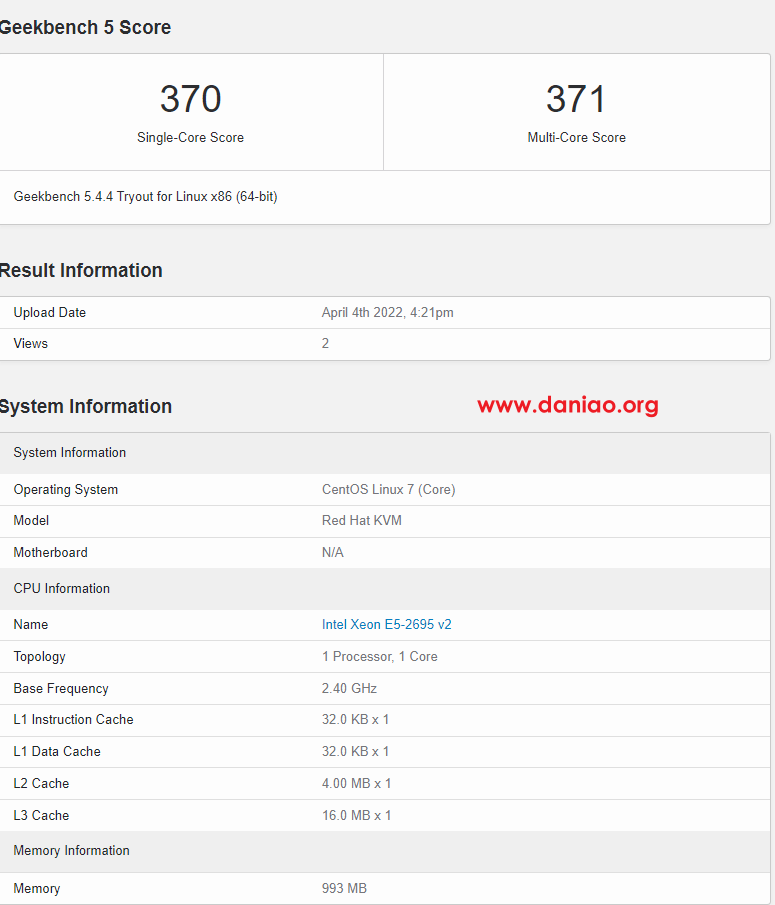 Geekbench 5 Score
370 371
Single-Core Score Multi-Core Score
Geekbench 5.4.4 Tryout for Linux x86 (64-bit)
Result Information
Upload Date April 4th 2022, 4:21pm
Views 2
System Information www.daniao.org
System Information
Operating System CentOS Linux 7 (Core)
Model Red Hat KVM
Motherboard N/A
CPU Information
Name Intel Xeon E5-2695 v2
Topology 1 Processor, 1 Core
Base Frequency 2.40 GHz
L1 Instruction Cache 32.0 KB x 1
L1 Data Cache 32.0 KB x 1
L2 Cache 4.00 MB x 1
L3 Cache 16.0 MB x 1
Memory Information
Memory 993 MB